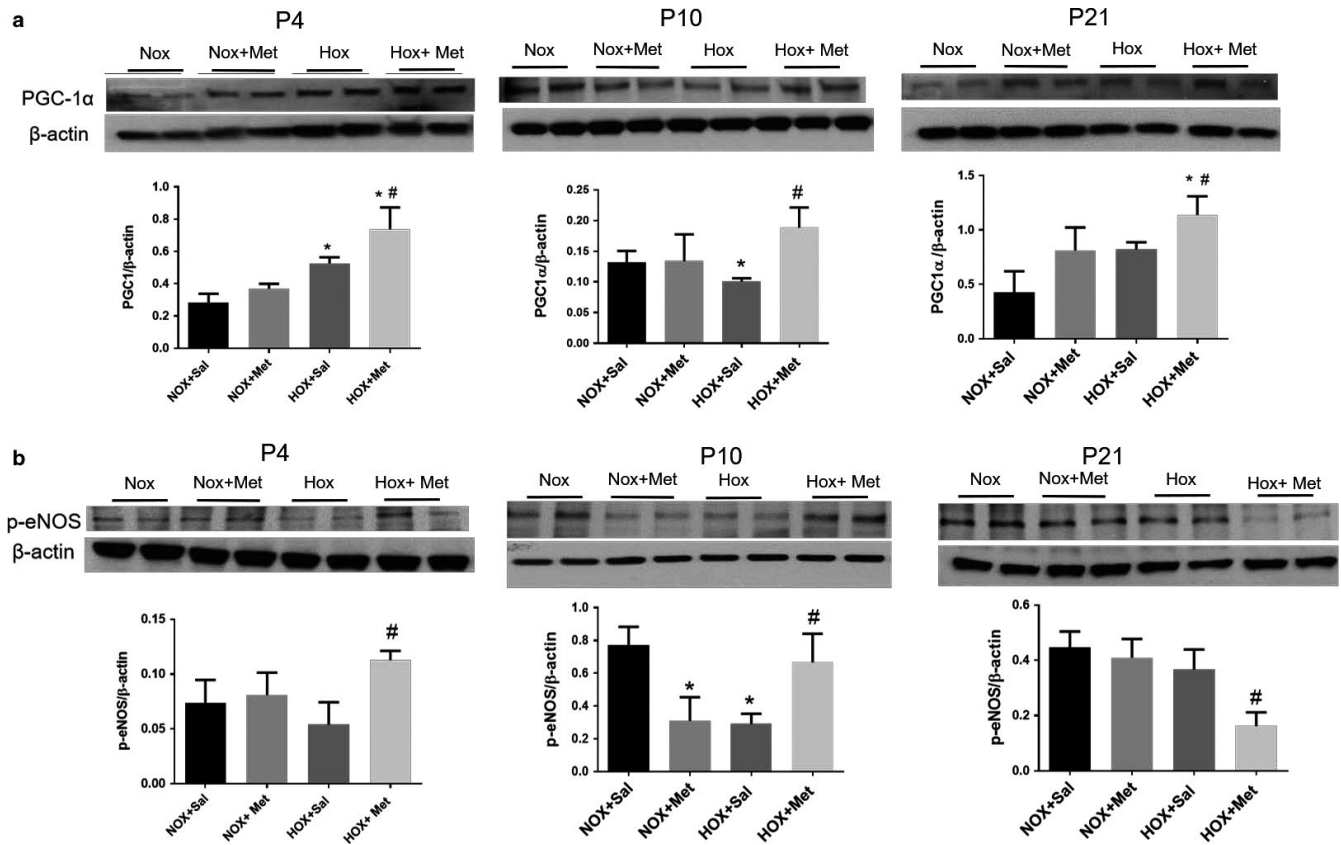 a
P4
P10
P21
Nox Nox+Met Hox Hox+ Met
Nox Nox+Met Hox Hox+ Met
Nox Nox+Met Hox Hox+ Met
PGC-1α
β-actin
PGC1/β-actin
1.0
0.8
0.6
0.4
0.2
0.0
* * #
NOX+Sal NOX+Met HOX+Sal HOX+Met
PGC1α/β-actin
0.25
0.20
0.15
0.10
0.05
0.00
* #
NOX+Sal NOX+Met HOX+Sal HOX+Met
PGC1α/β-actin
1.5
1.0
0.5
0.0
* #
NOX+Sal NOX+Met HOX+Sal HOX+Met
b
P4
P10
P21
Nox Nox+Met Hox Hox+ Met
Nox Nox+Met Hox Hox+ Met
Nox Nox+Met Hox Hox+ Met
p-eNOS
β-actin
p-eNOS/β-actin
0.15
0.10
0.05
0.00
#
NOX+Sal NOX+ Met HOX+Sal HOX+ Met
p-eNOS/β-actin
1.0
0.8
0.6
0.4
0.2
0.0
* * #
NOX+Sal NOX+Met HOX+Sal HOX+Met
p-eNOS/β-actin
0.6
0.4
0.2
0.0
#
NOX+Sal NOX+Met HOX+Sal HOX+Met